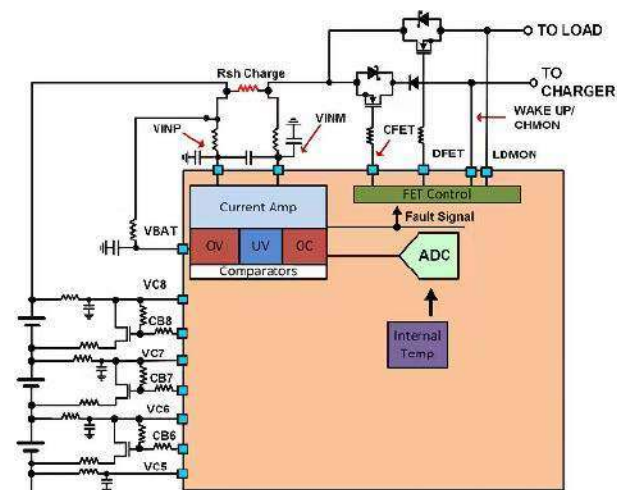 TO LOAD
Rsh Charge
TO
CHARGER
VINP
VINM
CFET
WAKE UP/
CHMON
DFET
LDMON
FET Control
Current Amp
Fault Signal
VBAT
OV
UV
OC
ADC
Comparators
VC8
CB8
Internal
Temp
VC7
CB7
VC6
CB6
VC5